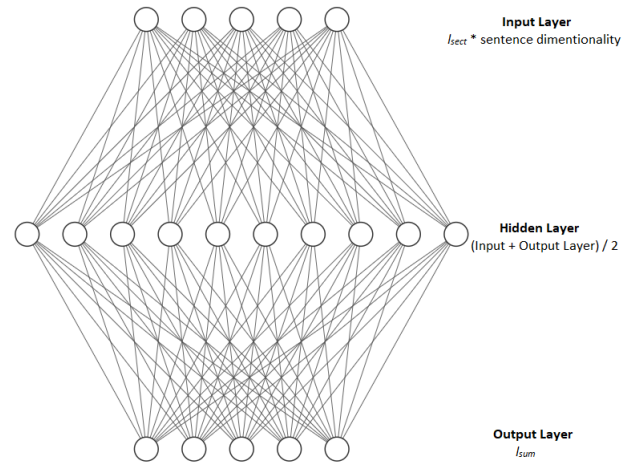 Input Layer
lsect * sentence dimentionality
Hidden Layer
(Input + Output Layer) / 2
Output Layer
lsum